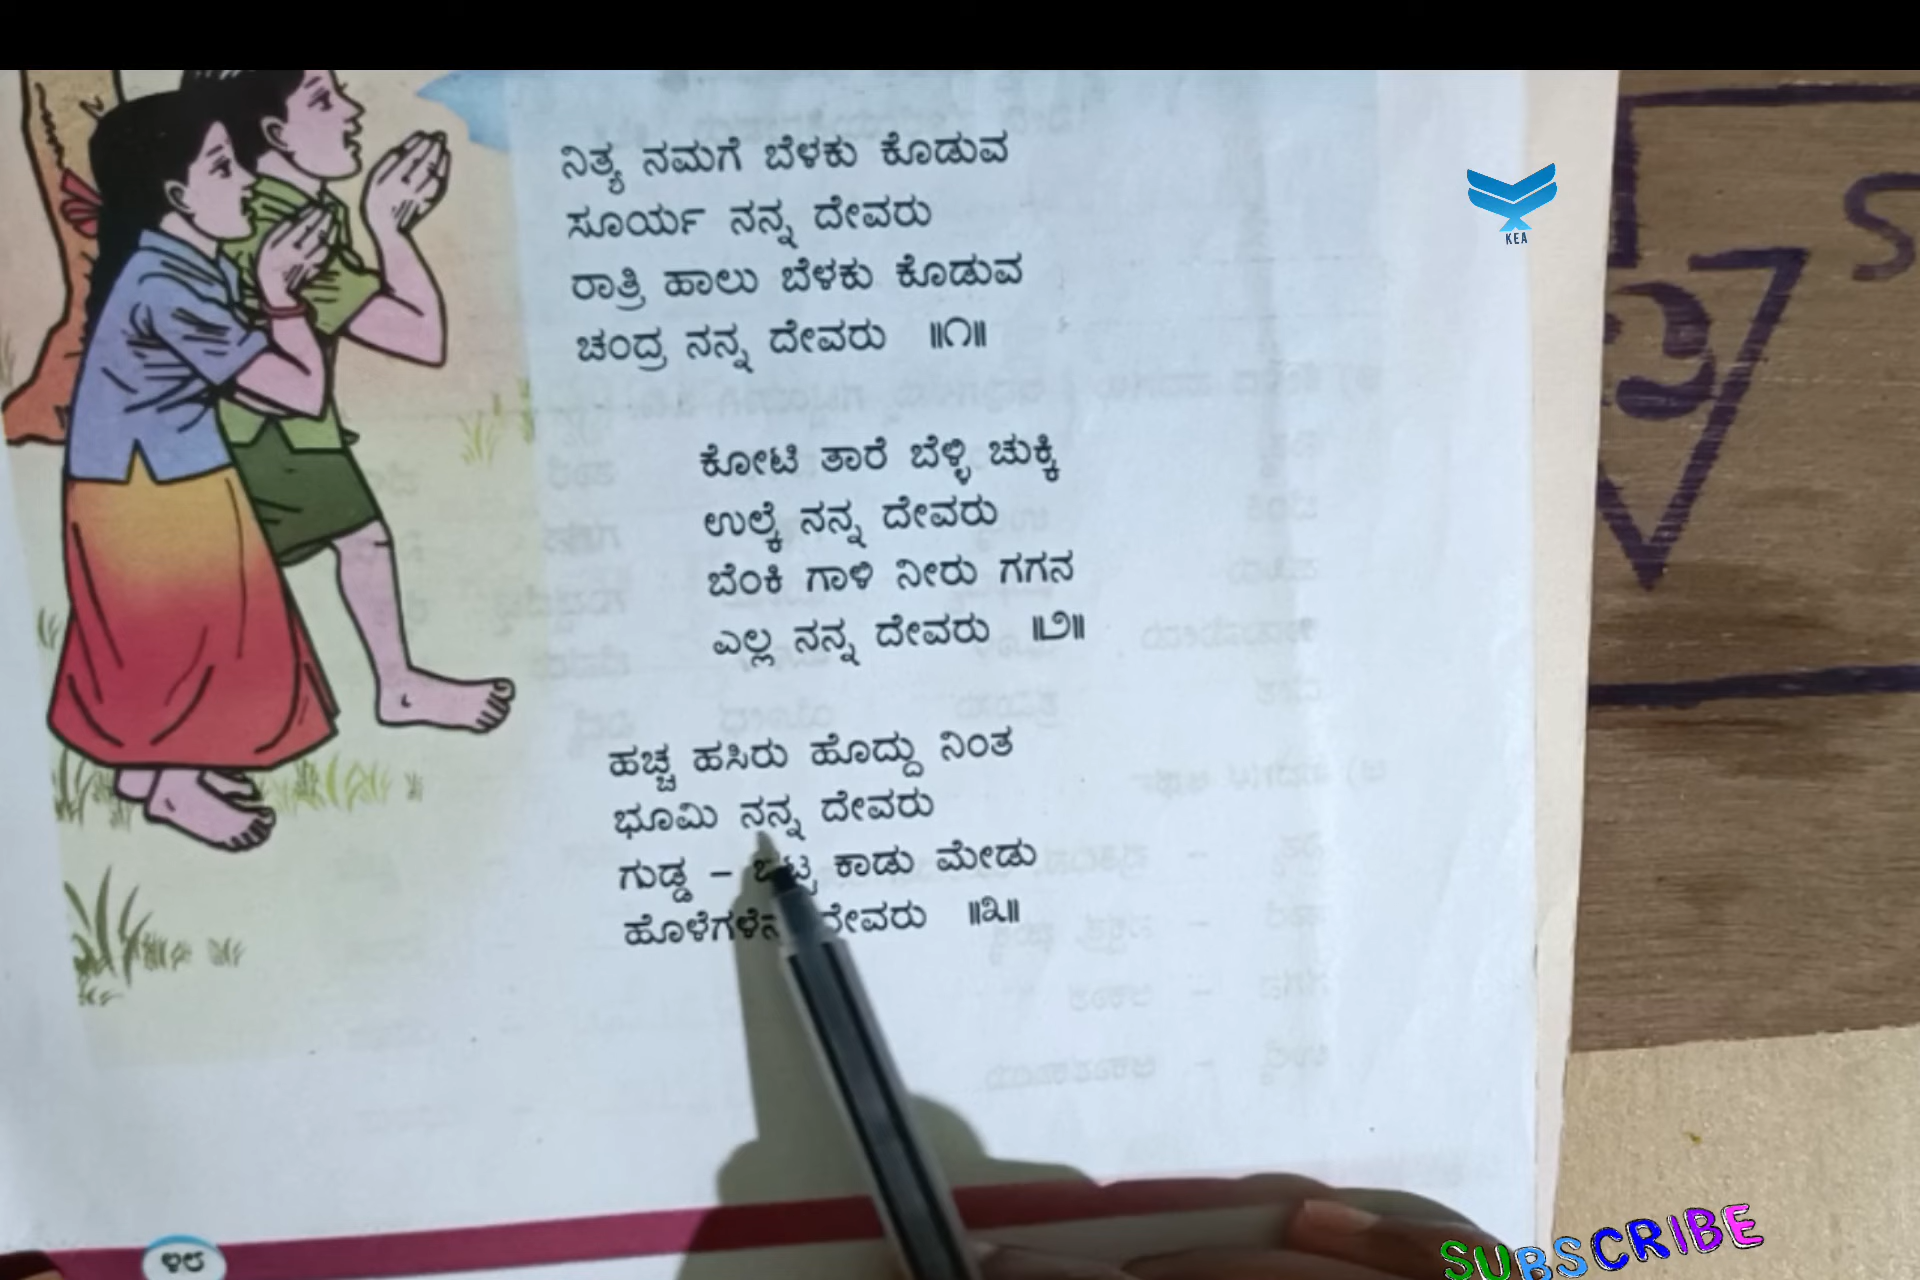 ನಿತ್ಯ ನಮಗೆ ಬೆಳಕು ಕೊಡುವ
ಸೂರ್ಯ ನನ್ನ ದೇವರು
ರಾತ್ರಿ ಹಾಲು ಬೆಳಕು ಕೊಡುವ
ಚಂದ್ರ ನನ್ನ ದೇವರು ॥೧॥
ಕೋಟಿ ತಾರೆ ಬೆಳ್ಳಿ ಚುಕ್ಕಿ
ಉಲ್ಕೆ ನನ್ನ ದೇವರು
ಬೆಂಕಿ ಗಾಳಿ ನೀರು ಗಗನ
ಎಲ್ಲ ನನ್ನ ದೇವರು ॥೨॥
ಹಚ್ಚ ಹಸಿರು ಹೊದ್ದು ನಿಂತ
ಭೂಮಿ ನನ್ನ ದೇವರು
ಗುಡ್ಡ – ಕಾಡು ಮೇಡು
ದೇವರು ॥೩॥
೪೮
KEA
SUBSCRIBE